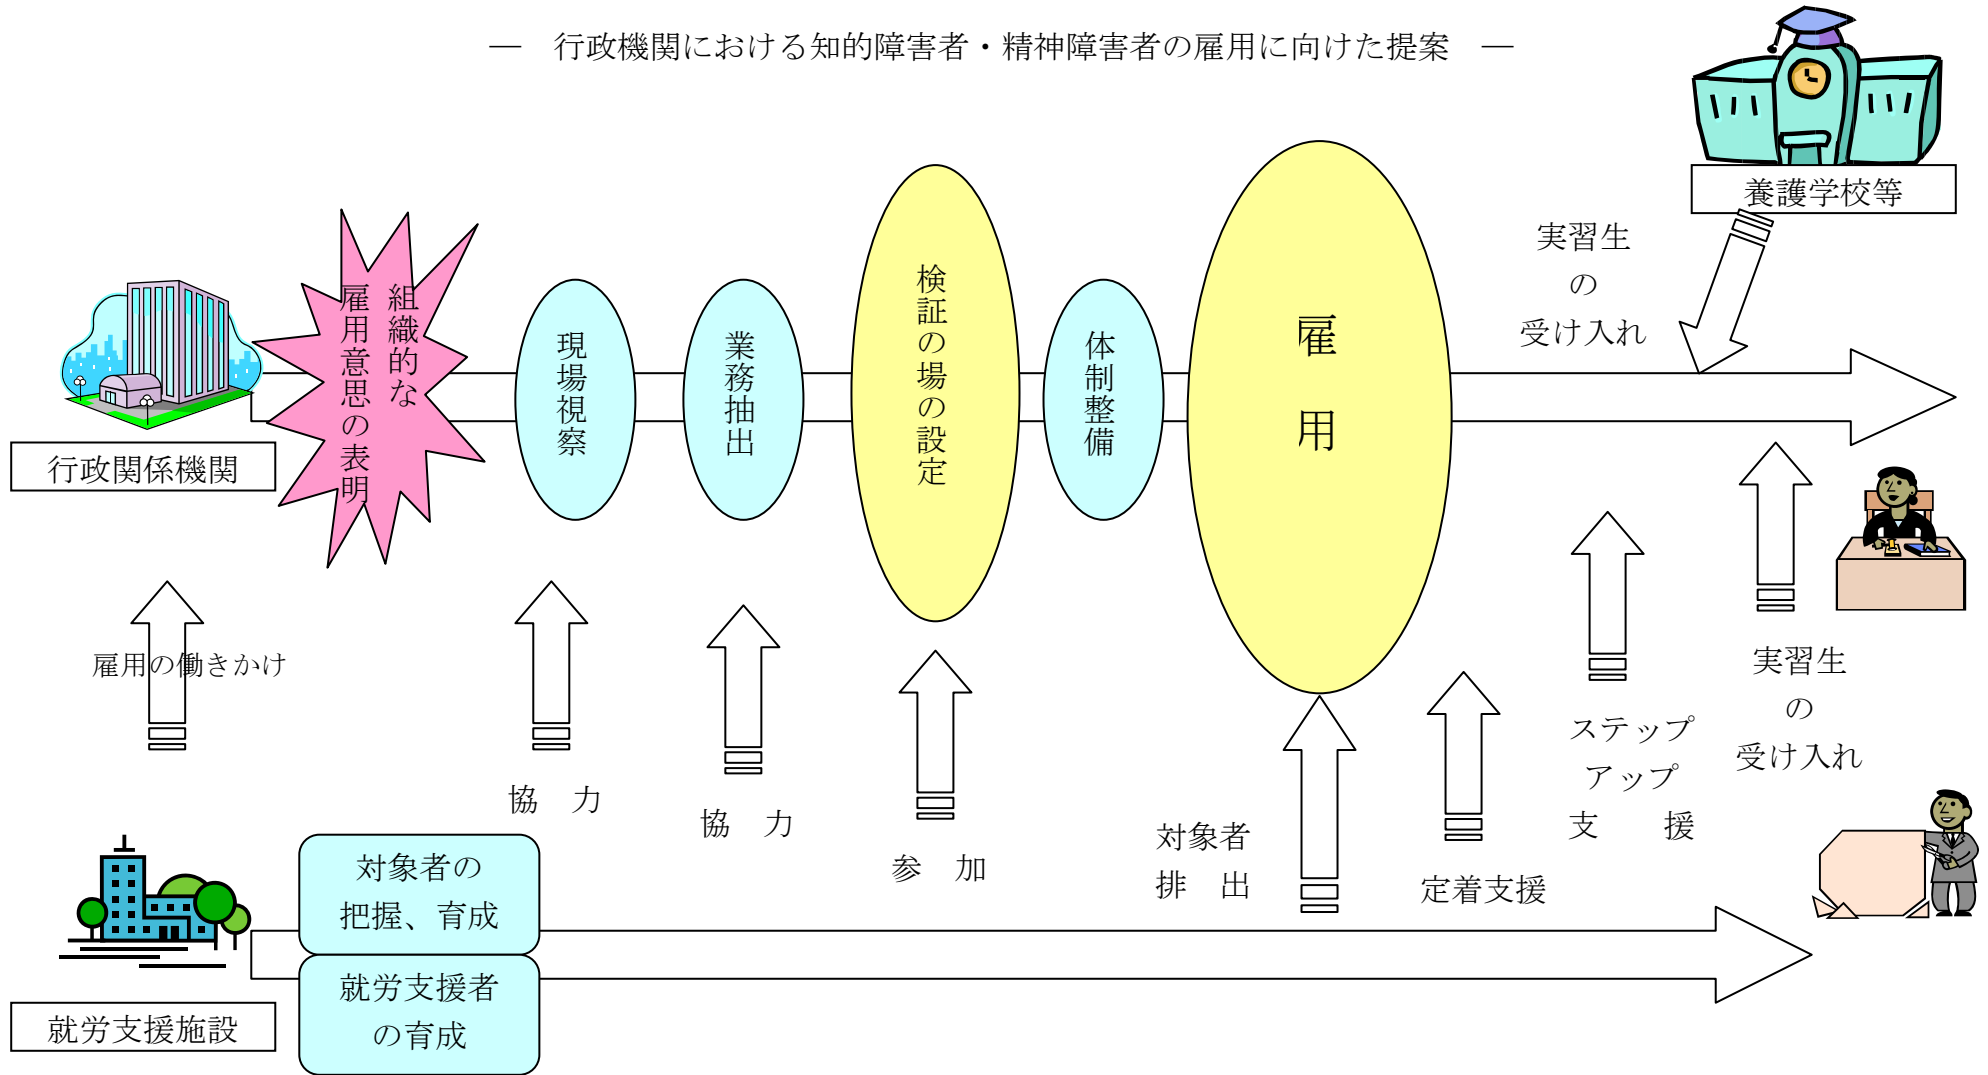 ― 行政機関における知的障害者・精神障害者の雇用に向けた提案 ―
養護学校等
実習生
の
受け入れ
組織的な
雇用意思の表明
現場視察
業務抽出
検証の場の設定
体制整備
雇用
行政関係機関
雇用の働きかけ
協 力
協 力
参 加
対象者
排 出
定着支援
ステップ
アップ
支 援
実習生
の
受け入れ
対象者の
把握、育成
就労支援者
の育成
就労支援施設